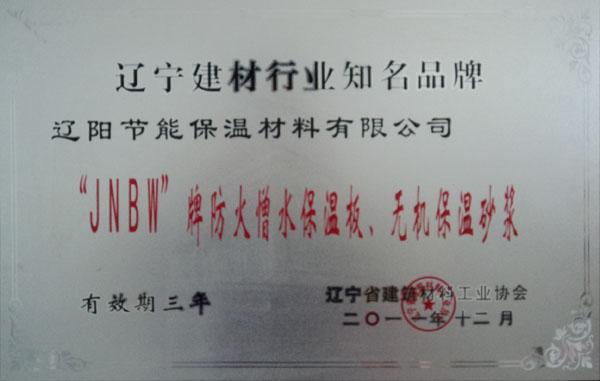 辽宁建材行业知名品牌
辽阳节能保温材料有限公司
“JNBW”牌防火憎水保温板、无机保温砂浆
有效期三年
辽宁省建筑材料工业协会
二〇一一年十二月